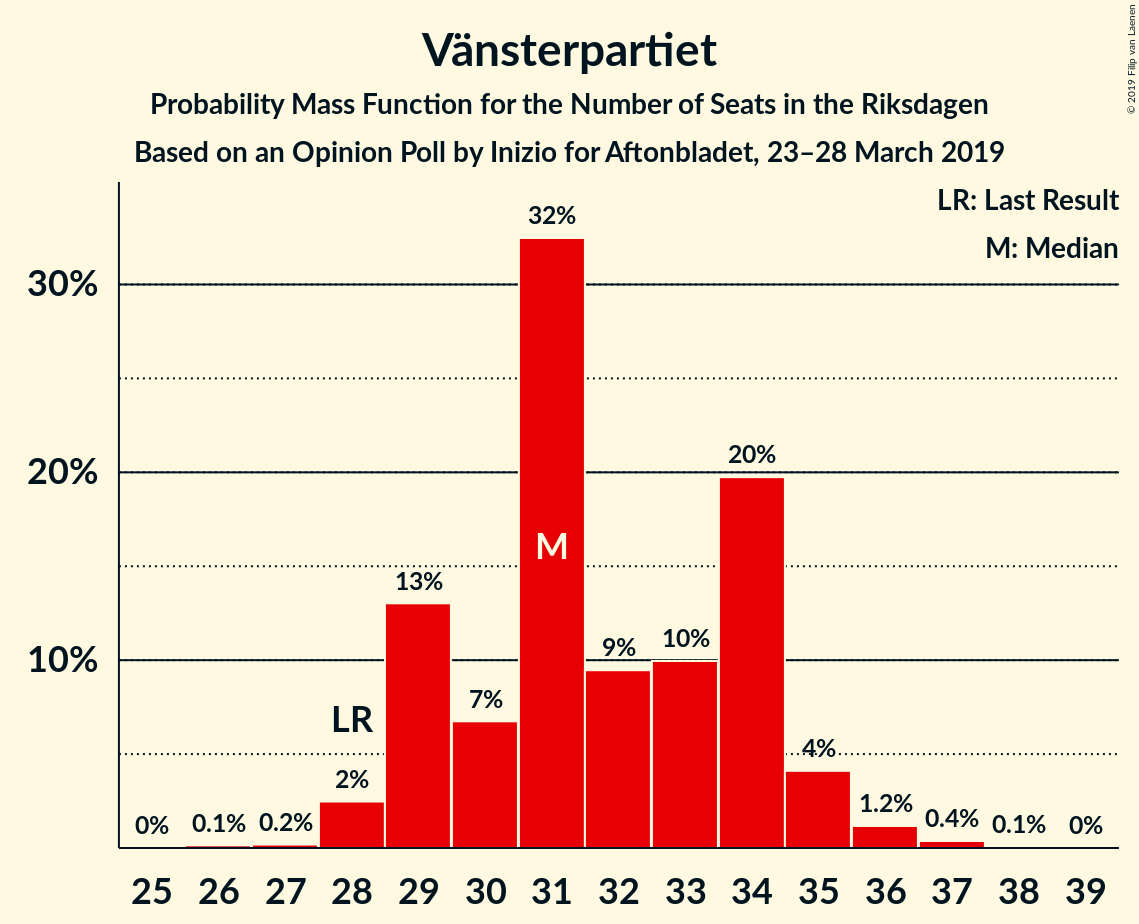 Vänsterpartiet
Probability Mass Function for the Number of Seats in the Riksdagen
Based on an Opinion Poll by Inizio for Aftonbladet, 23–28 March 2019
© 2019 Filip van Laenen
LR: Last Result
M: Median
30%
20%
10%
0%
0.1%
0.2%
2%
LR
13%
7%
32%
M
9%
10%
20%
4%
1.2%
0.4%
0.1%
0%
25 26 27 28 29 30 31 32 33 34 35 36 37 38 39